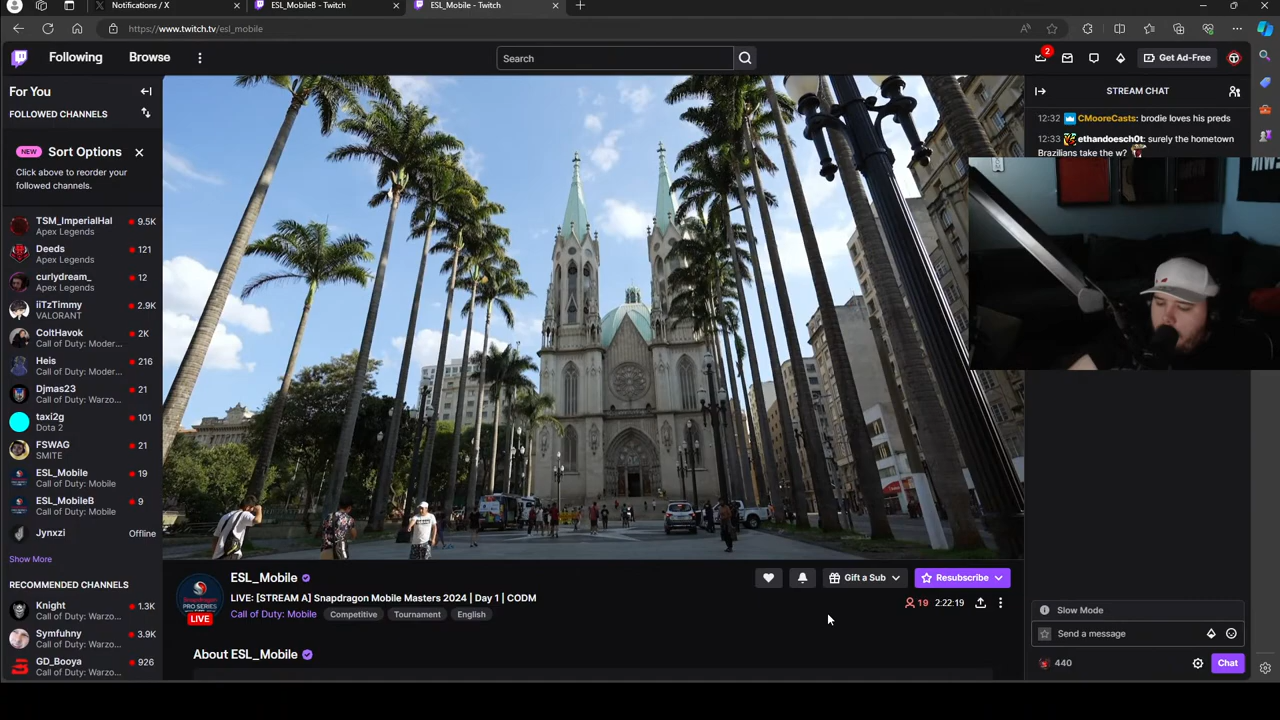 Notifications / X
ESL_MobileB - Twitch
ESL_Mobile - Twitch
https://www.twitch.tv/esl_mobile
Following
Browse
Search
2
Get Ad-Free
For You
FOLLOWED CHANNELS
NEW Sort Options
Click above to reorder your
followed channels.
TSM_ImperialHal 9.5K
Apex Legends
Deeds 121
Apex Legends
curlydream_ 12
Apex Legends
iiTzTimmy 2.9K
VALORANT
ColtHavok 2K
Call of Duty: Moder...
Heis 216
Call of Duty: Moder...
Djmas23 21
Call of Duty: Warzo...
taxi2g 101
Dota 2
FSWAG 21
SMITE
ESL_Mobile 19
Call of Duty: Mobile
ESL_MobileB 9
Call of Duty: Mobile
Jynxzi Offline
Show More
RECOMMENDED CHANNELS
Knight 1.3K
Call of Duty: Warzo...
Symfuhny 3.9K
Call of Duty: Warzo...
GD_Booya 926
Call of Duty: Warzo...
LIVE
ESL_Mobile
LIVE: [STREAM A] Snapdragon Mobile Masters 2024 | Day 1 | CODM
Call of Duty: Mobile Competitive Tournament English
Gift a Sub
Resubscribe
19 2:22:19
About ESL_Mobile
STREAM CHAT
12:32 CMooreCasts: brodie loves his preds
12:33 ethandoesch0t: surely the hometown
Brazilians take the w?
Slow Mode
Send a message
440
Chat